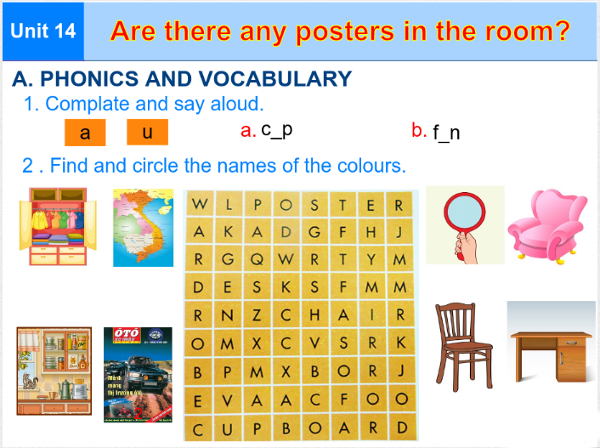 Unit 14
Are there any posters in the room?
A. PHONICS AND VOCABULARY
1. Complate and say aloud.
a u a. c_p b. f_n
2 . Find and circle the names of the colours.
W L P O S T E R
A K A D G F H J
R G Q W R T Y M
D E S K S F M M
R N Z C H A I R
O M X C V S R K
B P M X B O R J
E V A A C F O O
C U P B O A R D
ÔTÔ